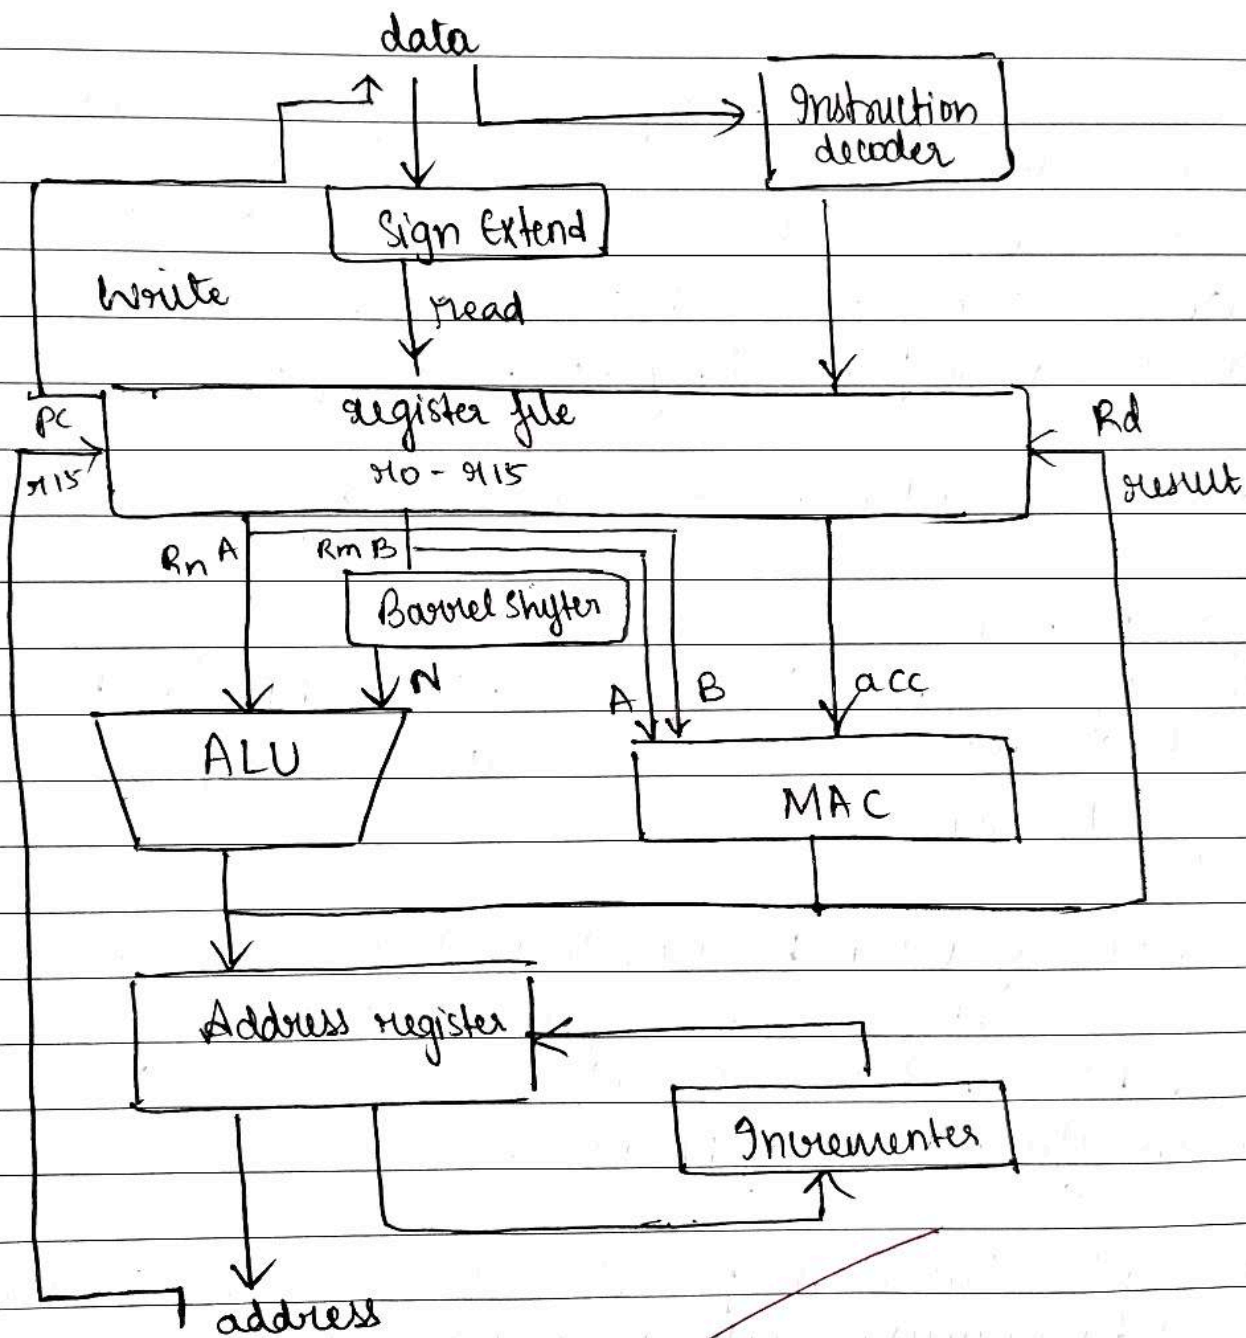 data
Instruction
decoder
Sign Extend
Write
read
PC
register file
Rd
r15
r0 - r15
result
Rn A
Rm B
Barrel Shifter
N
A
B
acc
ALU
MAC
Address register
Incrementer
address